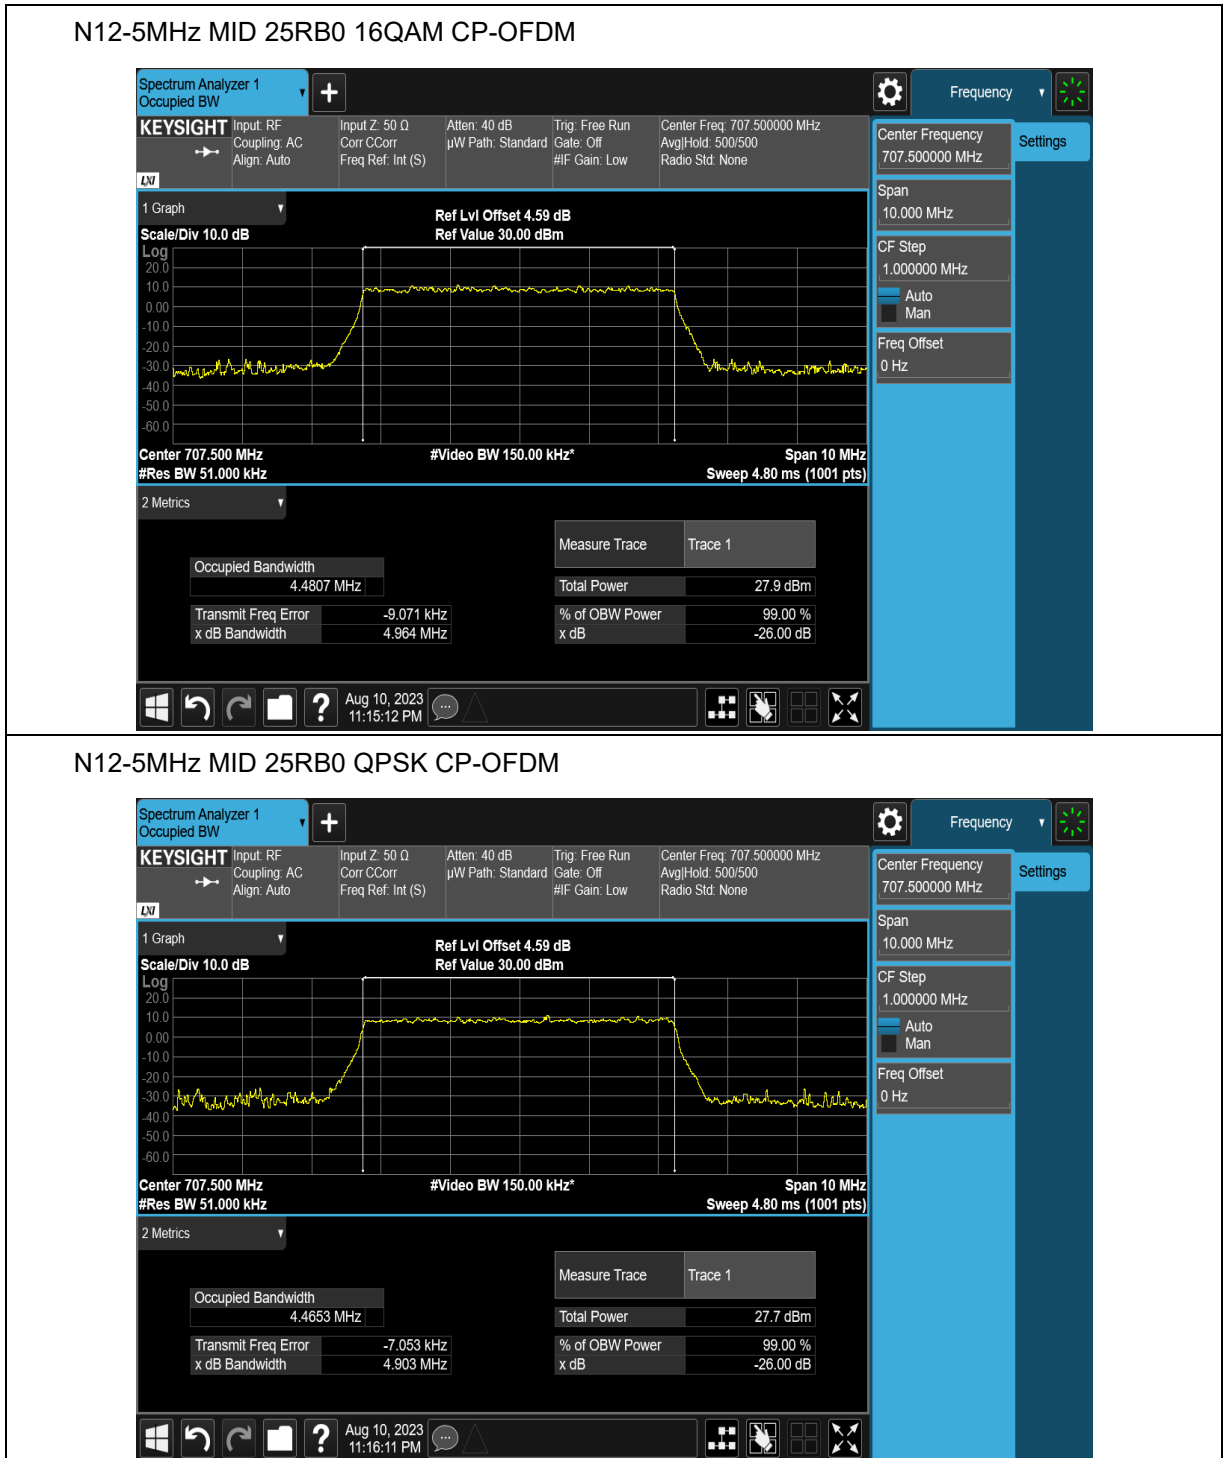 N12-5MHz MID 25RB0 16QAM CP-OFDM
Spectrum Analyzer 1
Occupied BW
+
Frequency
KEYSIGHT
LXI
Input: RF
Coupling: AC
Align: Auto
Input Z: 50 Ω
Corr CCorr
Freq Ref: Int (S)
Atten: 40 dB
µW Path: Standard
Trig: Free Run
Gate: Off
#IF Gain: Low
Center Freq: 707.500000 MHz
Avg|Hold: 500/500
Radio Std: None
Center Frequency
707.500000 MHz
Settings
Span
10.000 MHz
CF Step
1.000000 MHz
Auto
Man
Freq Offset
0 Hz
1 Graph
Scale/Div 10.0 dB
Ref Lvl Offset 4.59 dB
Ref Value 30.00 dBm
Log
20.0
10.0
0.00
-10.0
-20.0
-30.0
-40.0
-50.0
-60.0
Center 707.500 MHz
#Video BW 150.00 kHz*
Span 10 MHz
#Res BW 51.000 kHz
Sweep 4.80 ms (1001 pts)
2 Metrics
Measure Trace Trace 1
Occupied Bandwidth
4.4807 MHz
Total Power 27.9 dBm
Transmit Freq Error -9.071 kHz
% of OBW Power 99.00 %
x dB Bandwidth 4.964 MHz
x dB -26.00 dB
?
Aug 10, 2023
11:15:12 PM
N12-5MHz MID 25RB0 QPSK CP-OFDM
Spectrum Analyzer 1
Occupied BW
+
Frequency
KEYSIGHT
LXI
Input: RF
Coupling: AC
Align: Auto
Input Z: 50 Ω
Corr CCorr
Freq Ref: Int (S)
Atten: 40 dB
µW Path: Standard
Trig: Free Run
Gate: Off
#IF Gain: Low
Center Freq: 707.500000 MHz
Avg|Hold: 500/500
Radio Std: None
Center Frequency
707.500000 MHz
Settings
Span
10.000 MHz
CF Step
1.000000 MHz
Auto
Man
Freq Offset
0 Hz
1 Graph
Scale/Div 10.0 dB
Ref Lvl Offset 4.59 dB
Ref Value 30.00 dBm
Log
20.0
10.0
0.00
-10.0
-20.0
-30.0
-40.0
-50.0
-60.0
Center 707.500 MHz
#Video BW 150.00 kHz*
Span 10 MHz
#Res BW 51.000 kHz
Sweep 4.80 ms (1001 pts)
2 Metrics
Measure Trace Trace 1
Occupied Bandwidth
4.4653 MHz
Total Power 27.7 dBm
Transmit Freq Error -7.053 kHz
% of OBW Power 99.00 %
x dB Bandwidth 4.903 MHz
x dB -26.00 dB
?
Aug 10, 2023
11:16:11 PM